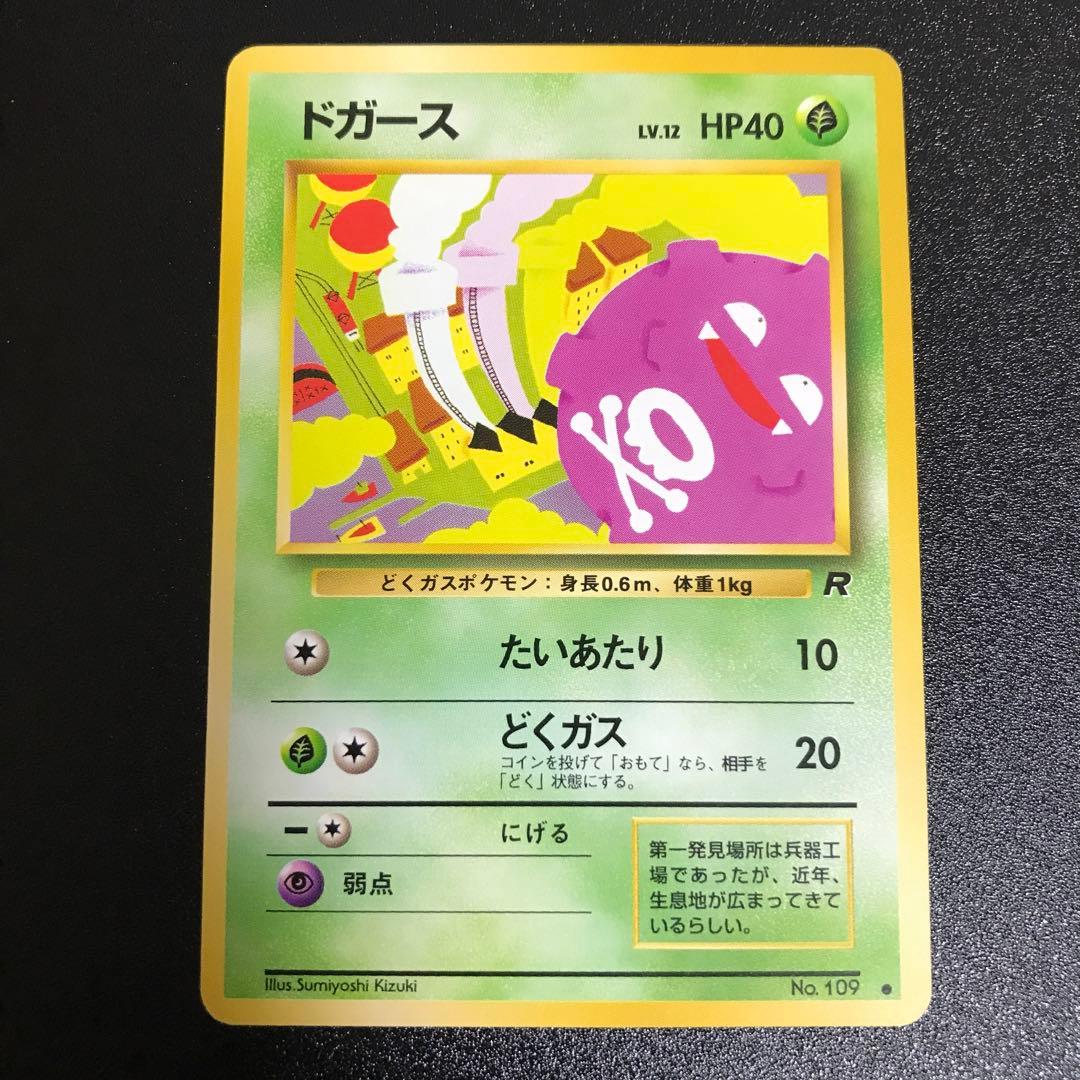 ドガース LV.12 HP40
どくガスポケモン：身長0.6m、体重1kg R
たいあたり 10
どくガス 20
コインを投げて「おもて」なら、相手を
「どく」状態にする。
にげる
弱点
第一発見場所は兵器工
場であったが、近年、
生息地が広まってきて
いるらしい。
Illus.Sumiyoshi Kizuki No. 109